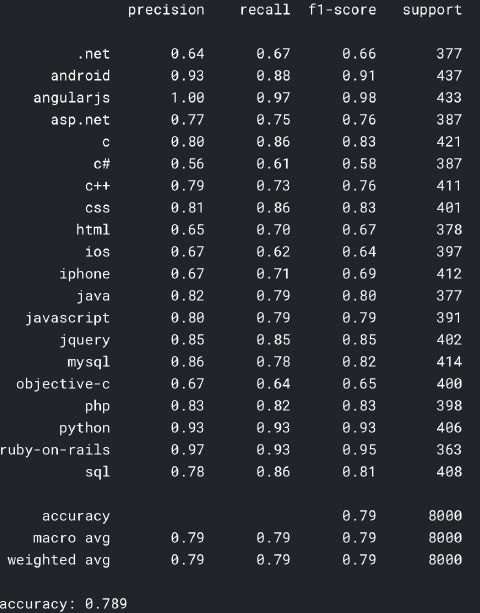 precision recall f1-score support
.net 0.64 0.67 0.66 377
android 0.93 0.88 0.91 437
angularjs 1.00 0.97 0.98 433
asp.net 0.77 0.75 0.76 387
c 0.80 0.86 0.83 421
c# 0.56 0.61 0.58 387
c++ 0.79 0.73 0.76 411
css 0.81 0.86 0.83 401
html 0.65 0.70 0.67 378
ios 0.67 0.62 0.64 397
iphone 0.67 0.71 0.69 412
java 0.82 0.79 0.80 377
javascript 0.80 0.79 0.79 391
jquery 0.85 0.85 0.85 402
mysql 0.86 0.78 0.82 414
objective-c 0.67 0.64 0.65 400
php 0.83 0.82 0.83 398
python 0.93 0.93 0.93 406
ruby-on-rails 0.97 0.93 0.95 363
sql 0.78 0.86 0.81 408
accuracy 0.79 8000
macro avg 0.79 0.79 0.79 8000
weighted avg 0.79 0.79 0.79 8000
accuracy: 0.789